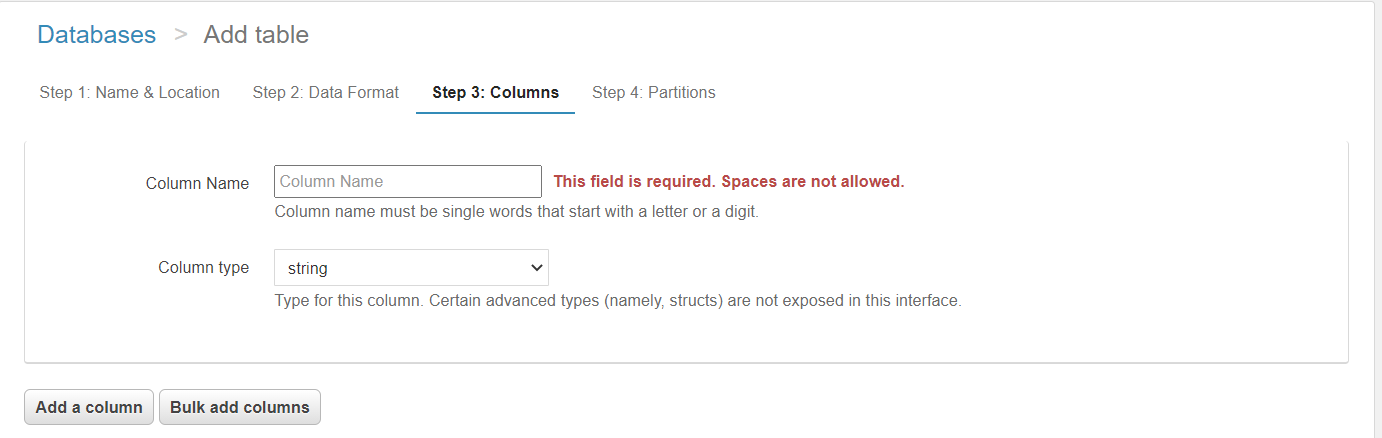 Databases > Add table
Step 1: Name & Location Step 2: Data Format Step 3: Columns Step 4: Partitions
Column Name Column Name This field is required. Spaces are not allowed.
Column name must be single words that start with a letter or a digit.
Column type string
Type for this column. Certain advanced types (namely, structs) are not exposed in this interface.
Add a column Bulk add columns